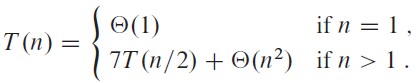 T(n) = { Θ(1) if n = 1 ,
7T(n/2) + Θ(n²) if n > 1 .